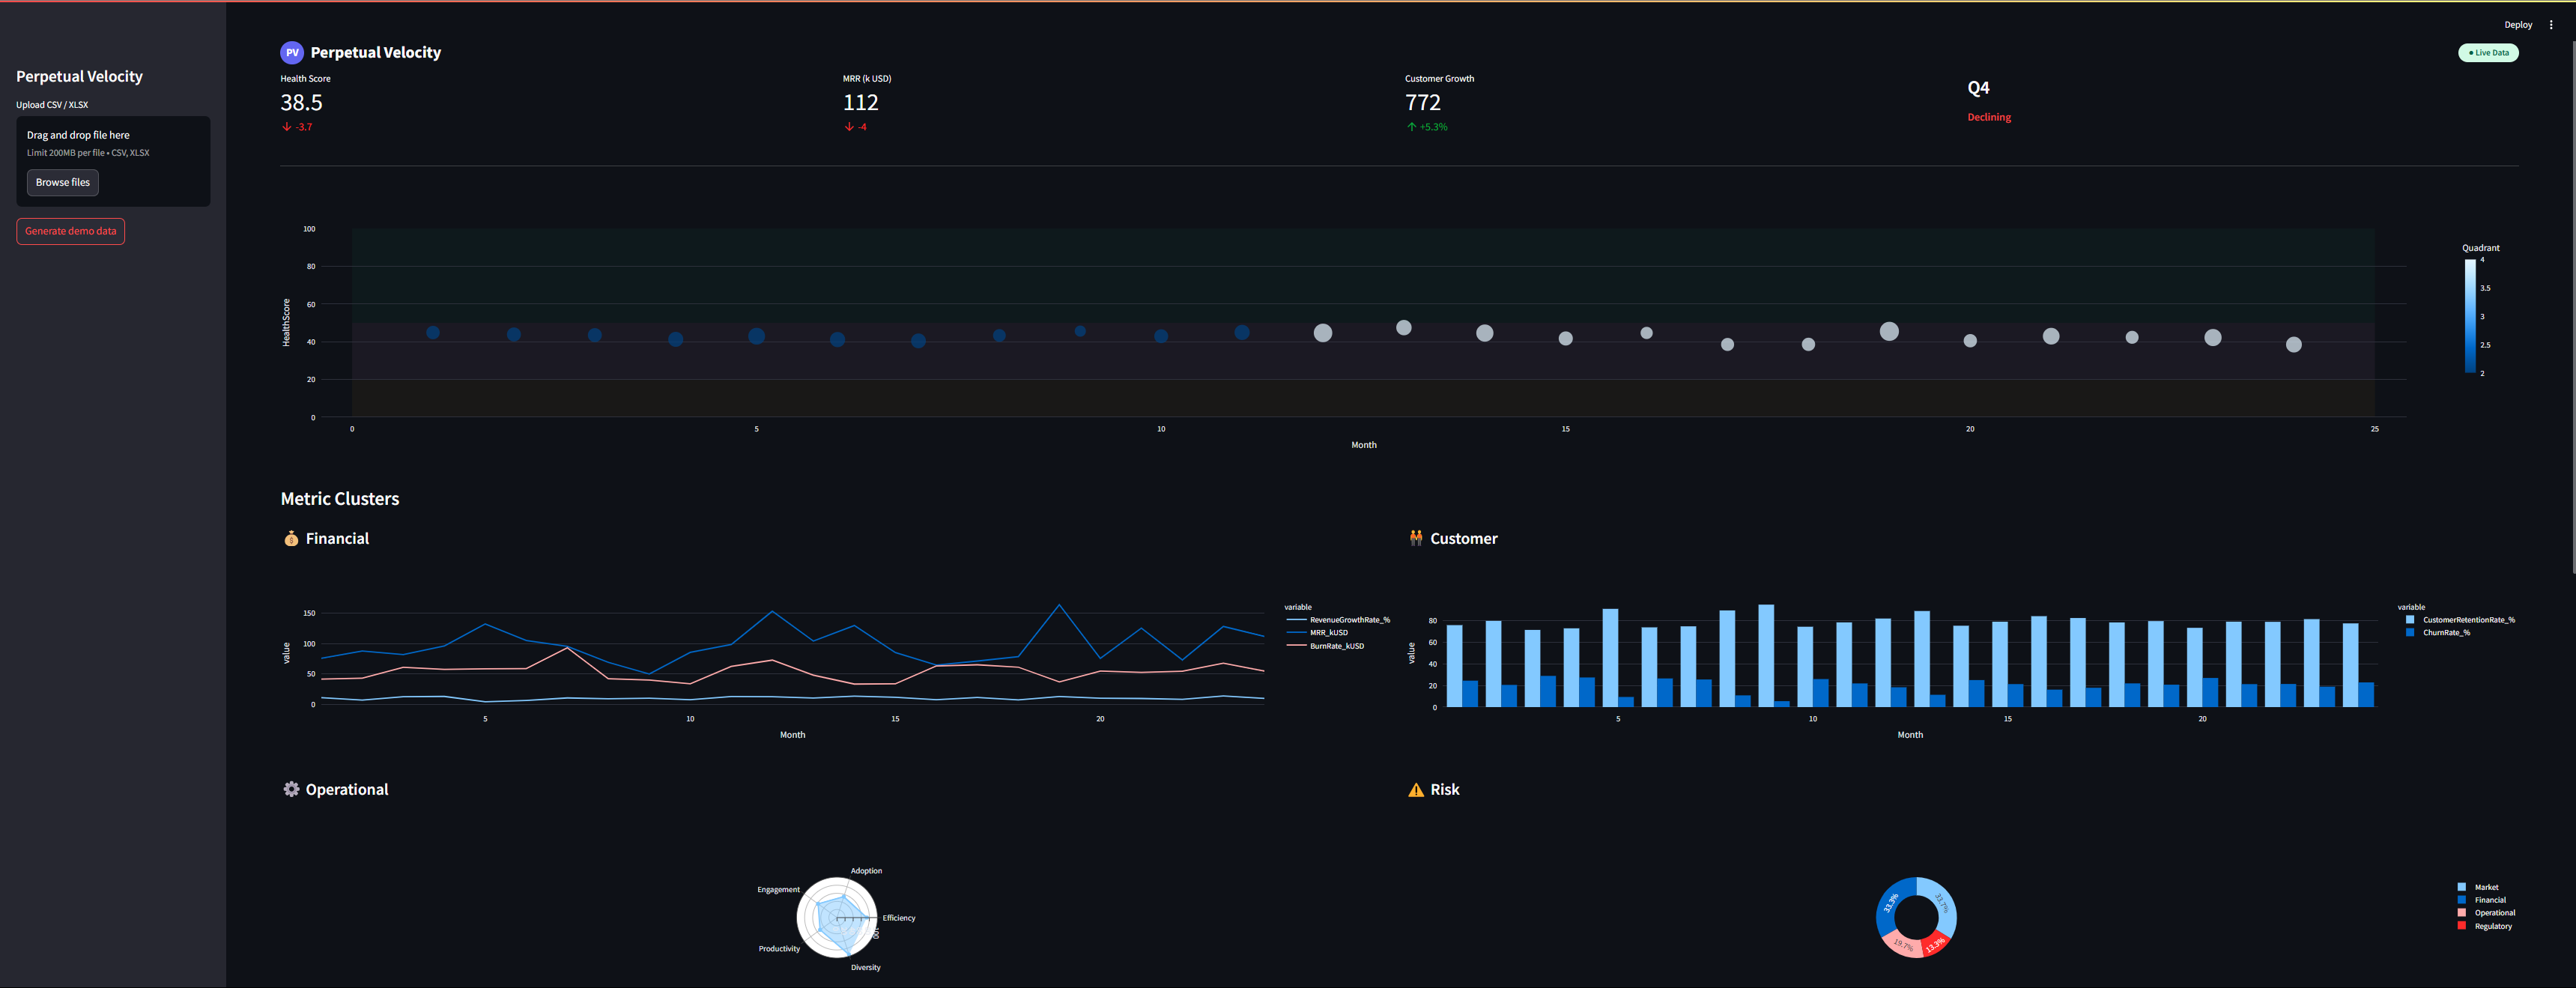 Deploy
Perpetual Velocity
Upload CSV / XLSX
Drag and drop file here
Limit 200MB per file • CSV, XLSX
Browse files
Generate demo data
PV Perpetual Velocity
• Live Data
Health Score
38.5
-3.7
MRR (k USD)
112
-4
Customer Growth
772
+5.3%
Q4
Declining
HealthScore
100
80
60
40
20
0
0 5 10 15 20 25
Month
Quadrant
4
3.5
3
2.5
2
Metric Clusters
Financial
value
150
100
50
0
5 10 15 20
Month
variable
RevenueGrowthRate_%
MRR_kUSD
BurnRate_kUSD
Customer
value
80
60
40
20
0
5 10 15 20
Month
variable
CustomerRetentionRate_%
ChurnRate_%
Operational
Adoption
Engagement
Efficiency
100
Productivity
Diversity
Risk
33.3%
33.7%
19.7%
13.3%
Market
Financial
Operational
Regulatory